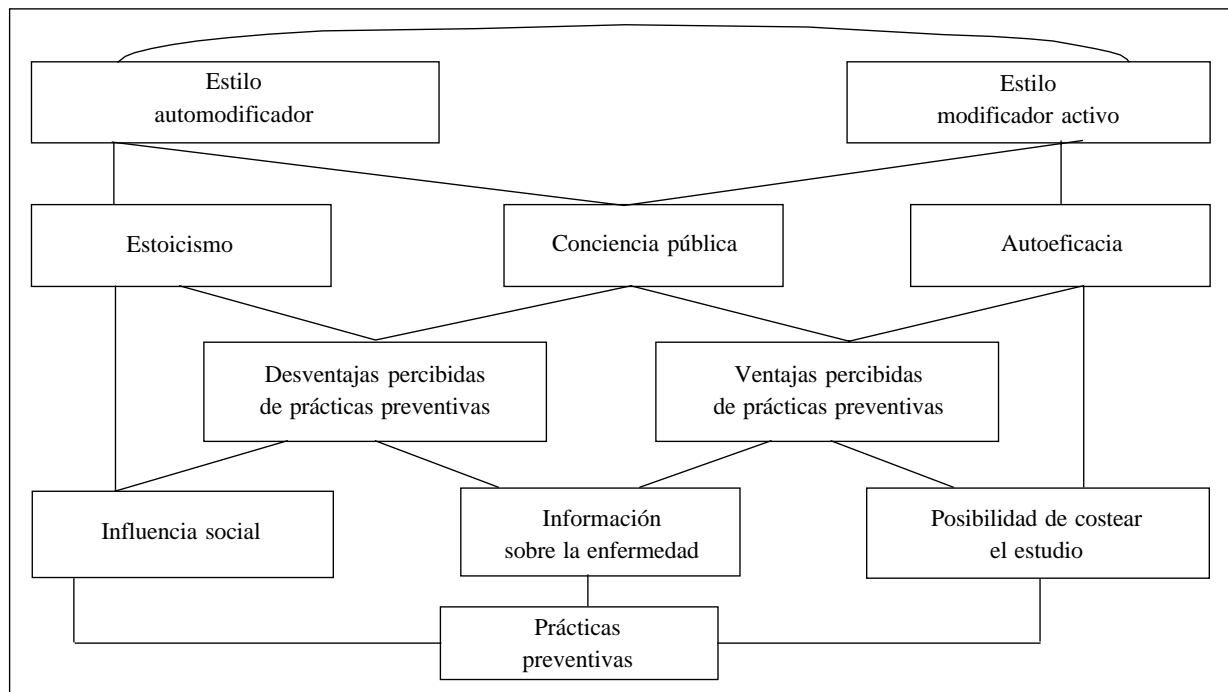 Estilo
automodificador
Estilo
modificador activo
Estoicismo
Conciencia pública
Autoeficacia
Desventajas percibidas
de prácticas preventivas
Ventajas percibidas
de prácticas preventivas
Influencia social
Información
sobre la enfermedad
Posibilidad de costear
el estudio
Prácticas
preventivas